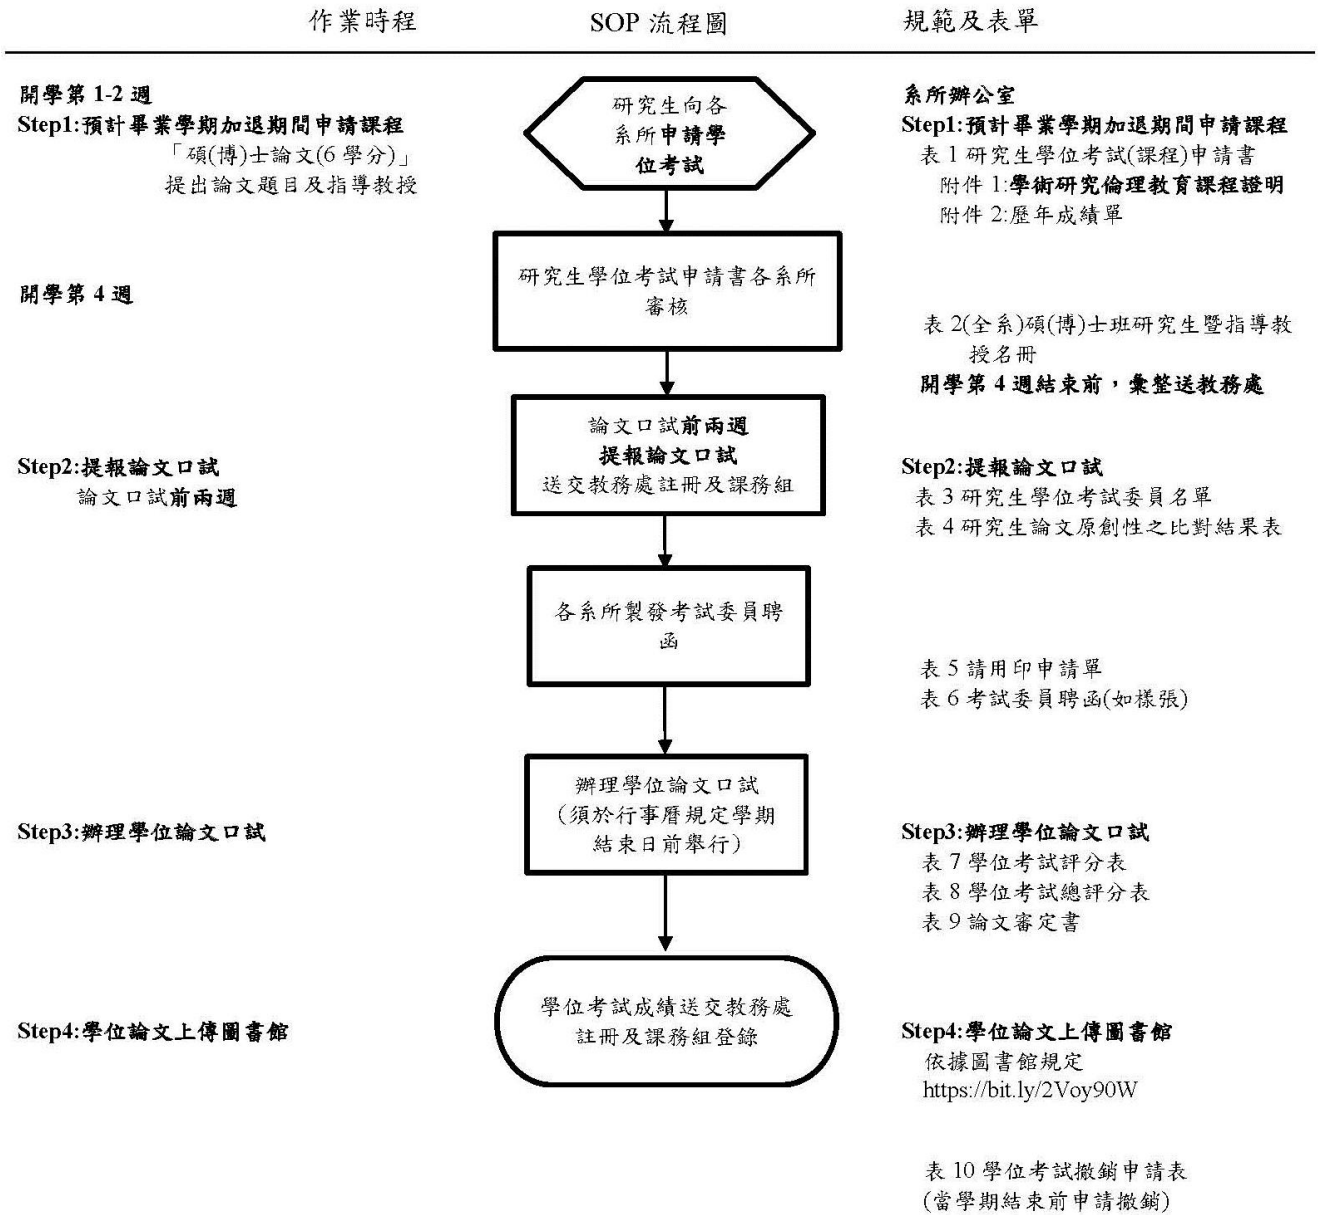 作業時程
SOP 流程圖
規範及表單
開學第 1-2 週
Step1:預計畢業學期加退期間申請課程
「碩(博)士論文(6 學分)」
提出論文題目及指導教授
研究生向各
系所申請學
位考試
系所辦公室
Step1:預計畢業學期加退期間申請課程
表 1 研究生學位考試(課程)申請書
附件 1:學術研究倫理教育課程證明
附件 2:歷年成績單
開學第 4 週
研究生學位考試申請書各系所
審核
表 2(全系)碩(博)士班研究生暨指導教
授名冊
開學第 4 週結束前，彙整送教務處
Step2:提報論文口試
論文口試前兩週
論文口試前兩週
提報論文口試
送交教務處註冊及課務組
Step2:提報論文口試
表 3 研究生學位考試委員名單
表 4 研究生論文原創性之比對結果表
各系所製發考試委員聘
函
表 5 請用印申請單
表 6 考試委員聘函(如樣張)
Step3:辦理學位論文口試
辦理學位論文口試
（須於行事曆規定學期
結束日前舉行）
Step3:辦理學位論文口試
表 7 學位考試評分表
表 8 學位考試總評分表
表 9 論文審定書
Step4:學位論文上傳圖書館
學位考試成績送交教務處
註冊及課務組登錄
Step4:學位論文上傳圖書館
依據圖書館規定
https://bit.ly/2Voy90W
表 10 學位考試撤銷申請表
(當學期結束前申請撤銷)